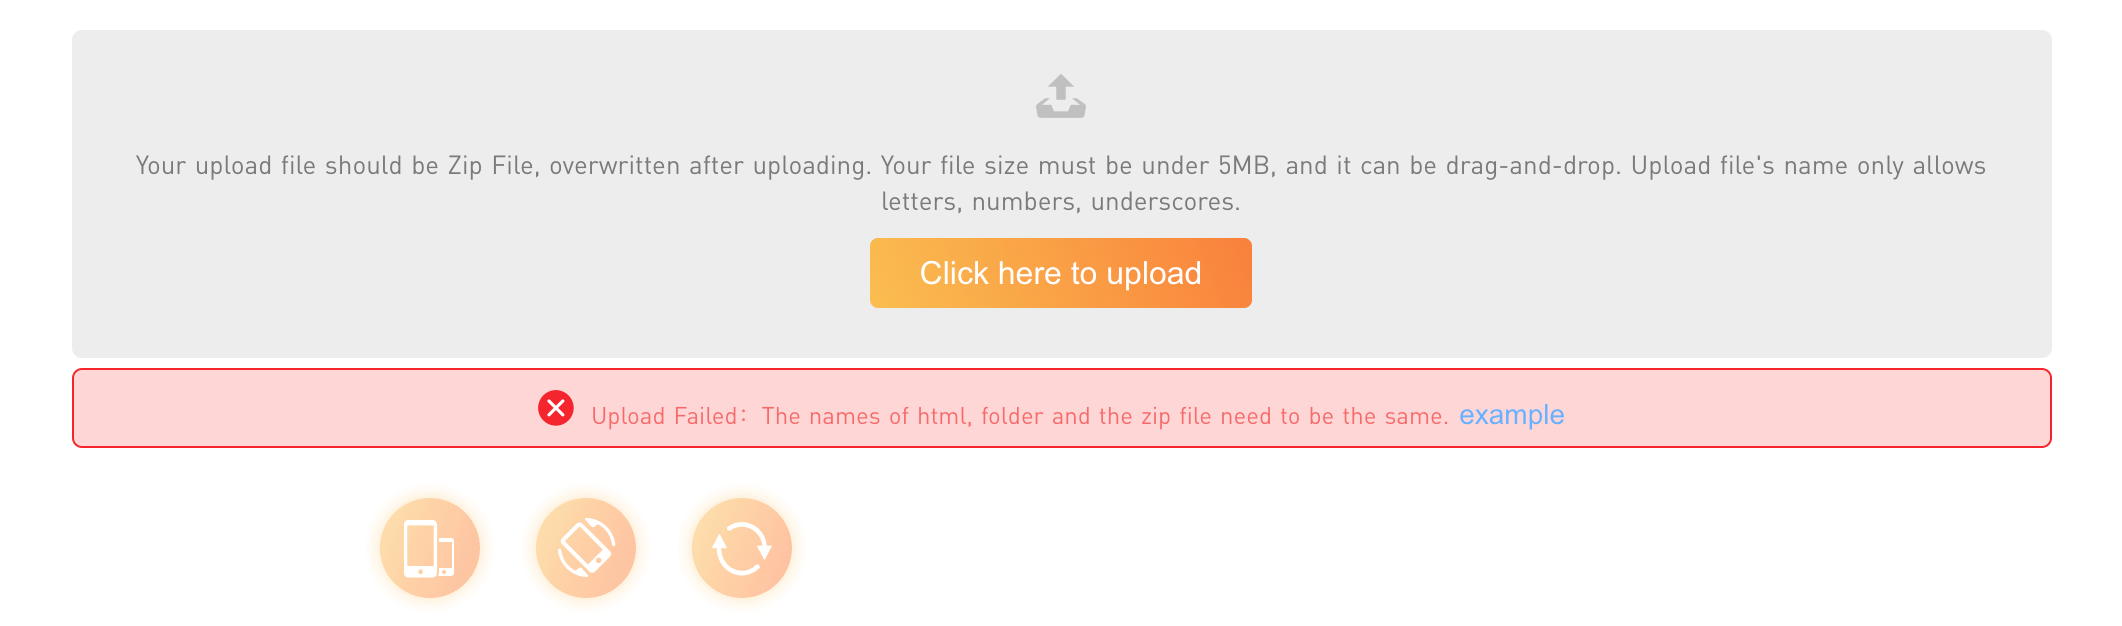 Your upload file should be Zip File, overwritten after uploading. Your file size must be under 5MB, and it can be drag-and-drop. Upload file's name only allows
letters, numbers, underscores.
Click here to upload
Upload Failed： The names of html, folder and the zip file need to be the same. example